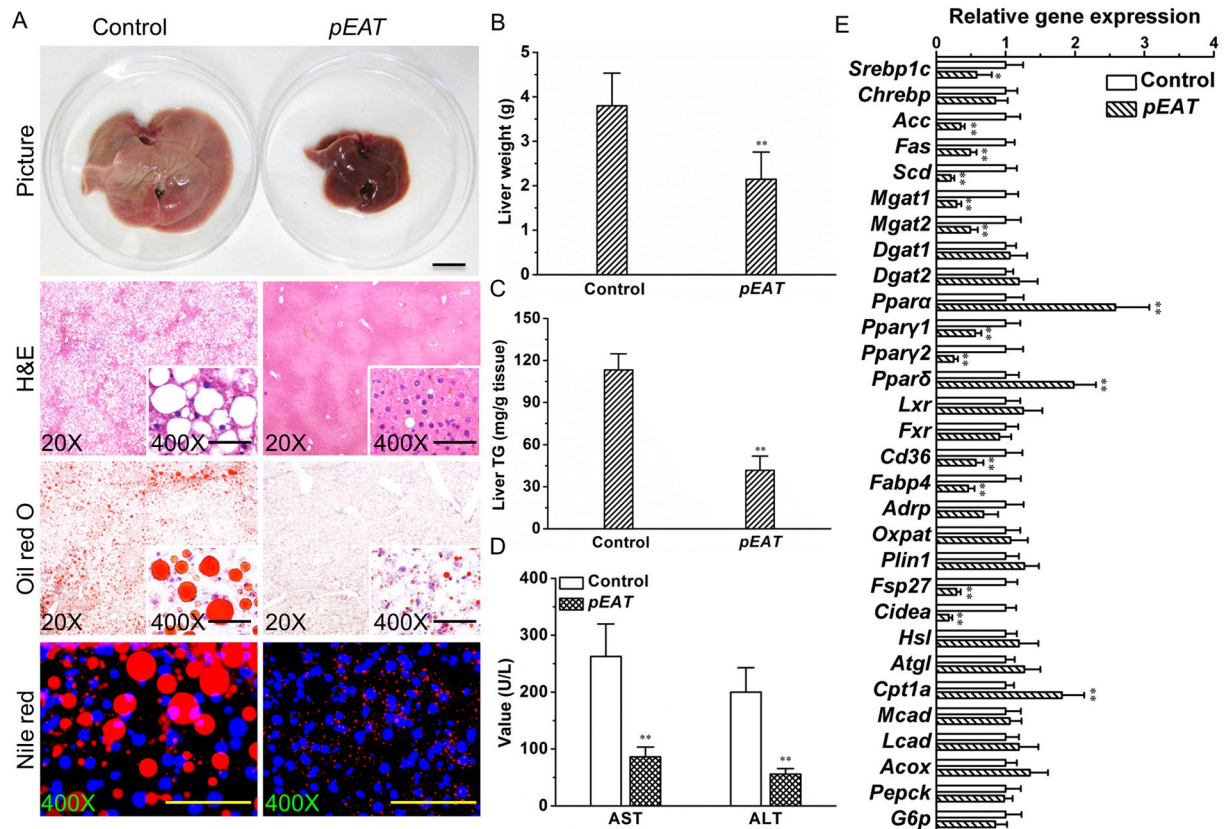 A
Control
pEAT
Picture
H&E
20X
400X
20X
400X
Oil red O
20X
400X
20X
400X
Nile red
400X
400X
B
Liver weight (g)
5
4
3
2
1
0
**
Control
pEAT
C
Liver TG (mg/g tissue)
150
120
90
60
30
0
**
Control
pEAT
D
Value (U/L)
400
300
200
100
0
Control
pEAT
**
**
AST
ALT
E
Relative gene expression
0 1 2 3 4
Control
pEAT
Srebp1c *
Chrebp
Acc **
Fas **
Scd **
Mgat1 **
Mgat2 **
Dgat1
Dgat2
Pparα **
Pparγ1 **
Pparγ2 **
Pparδ **
Lxr
Fxr
Cd36 **
Fabp4 **
Adrp
Oxpat
Plin1
Fsp27 **
Cidea **
Hsl
Atgl
Cpt1a **
Mcad
Lcad
Acox
Pepck
G6p